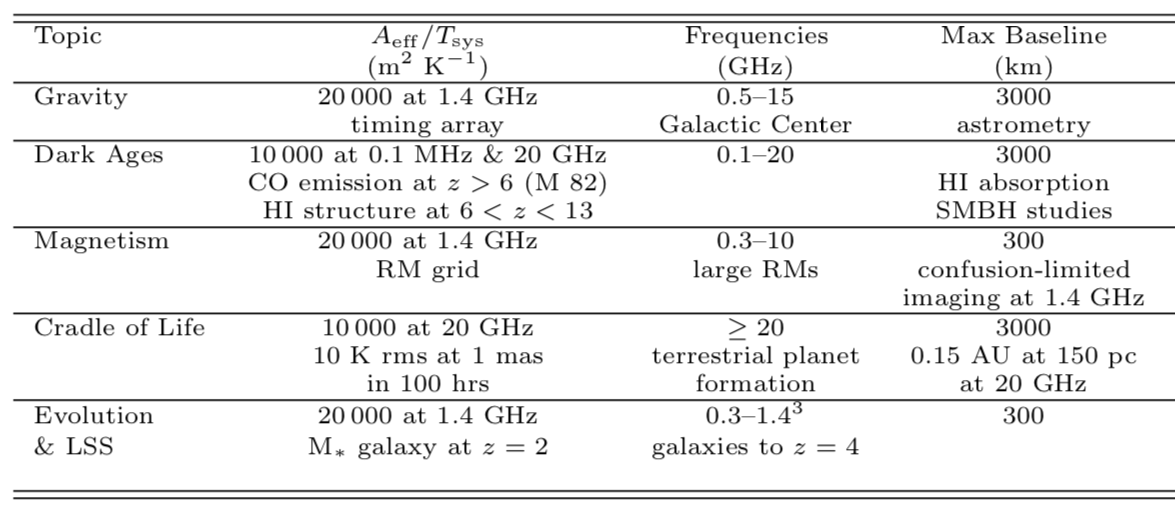 Topic A_eff/T_sys Frequencies Max Baseline
(m² K⁻¹) (GHz) (km)
Gravity 20 000 at 1.4 GHz 0.5–15 3000
timing array Galactic Center astrometry
Dark Ages 10 000 at 0.1 MHz & 20 GHz 0.1–20 3000
CO emission at z > 6 (M 82) HI absorption
HI structure at 6 < z < 13 SMBH studies
Magnetism 20 000 at 1.4 GHz 0.3–10 300
RM grid large RMs confusion-limited
imaging at 1.4 GHz
Cradle of Life 10 000 at 20 GHz ≥ 20 3000
10 K rms at 1 mas terrestrial planet 0.15 AU at 150 pc
in 100 hrs formation at 20 GHz
Evolution 20 000 at 1.4 GHz 0.3–1.4³ 300
& LSS M∗ galaxy at z = 2 galaxies to z = 4